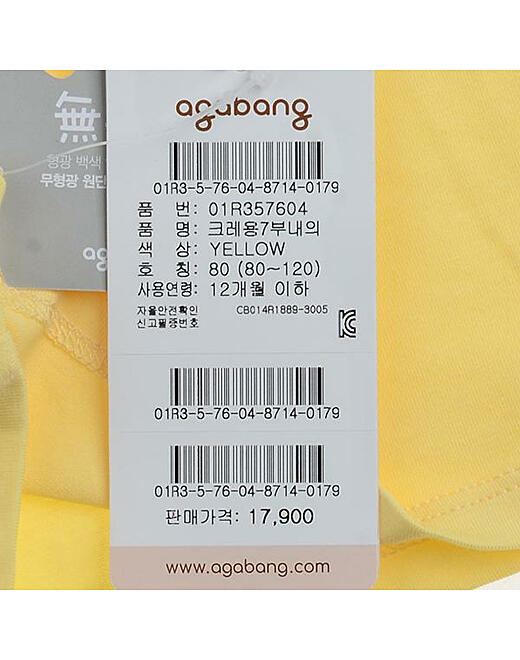 agabang
無
형광 백색
무형광 원단
01R3-5-76-04-8714-0179
품 번: 01R357604
품 명: 크레용7부내의
색 상: YELLOW
호 칭: 80 (80~120)
사용연령: 12개월 이하
자율안전확인
신고필증번호 CB014R1889-3005
01R3-5-76-04-8714-0179
01R3-5-76-04-8714-0179
판매가격: 17,900
www.agabang.com